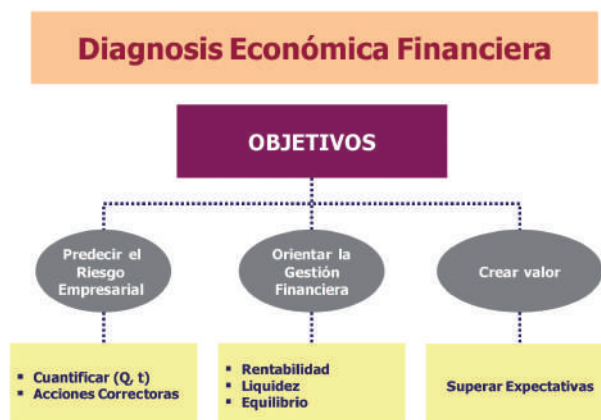 Diagnosis Económica Financiera
OBJETIVOS
Predecir el
Riesgo
Empresarial
Orientar la
Gestión
Financiera
Crear valor
▪ Cuantificar (Q, t)
▪ Acciones Correctoras
▪ Rentabilidad
▪ Liquidez
▪ Equilibrio
Superar Expectativas